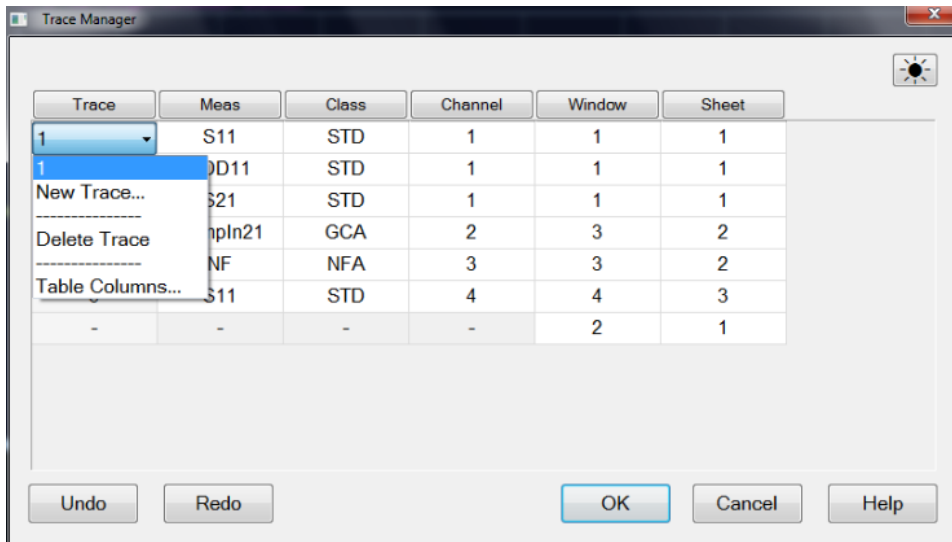 Trace Manager
Trace Meas Class Channel Window Sheet
1 S11 STD 1 1 1
1 DD11 STD 1 1 1
New Trace... S21 STD 1 1 1
---------------
Delete Trace mpIn21 GCA 2 3 2
---------------
NF NFA 3 3 2
Table Columns... S11 STD 4 4 3
- - - - 2 1
Undo Redo OK Cancel Help